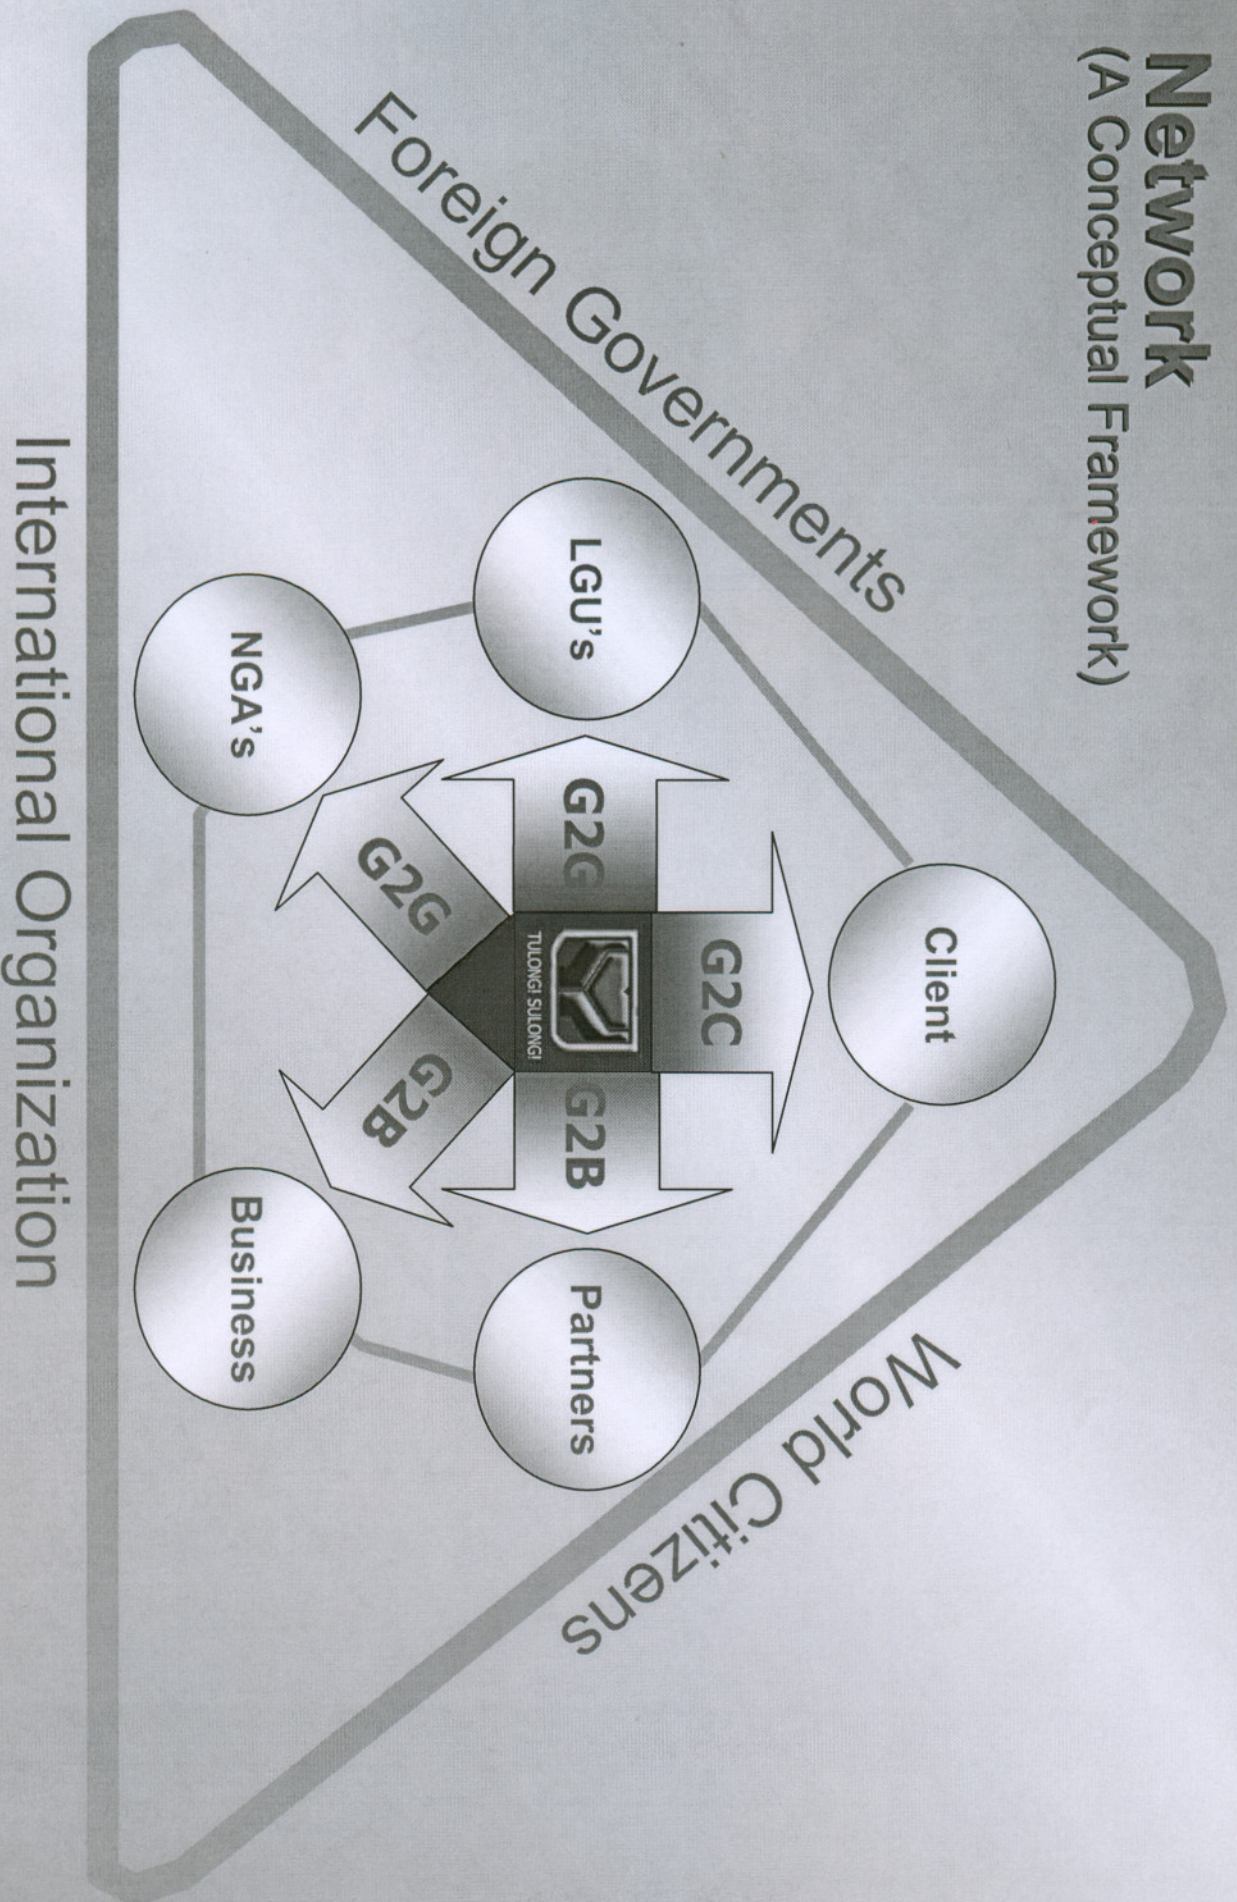 Network
(A Conceptual Framework)
Foreign Governments
World Citizens
Client
G2C
LGU's
G2G
TULONG! SULONG!
G2B
Partners
G2G
G2B
NGA's
Business
International Organization